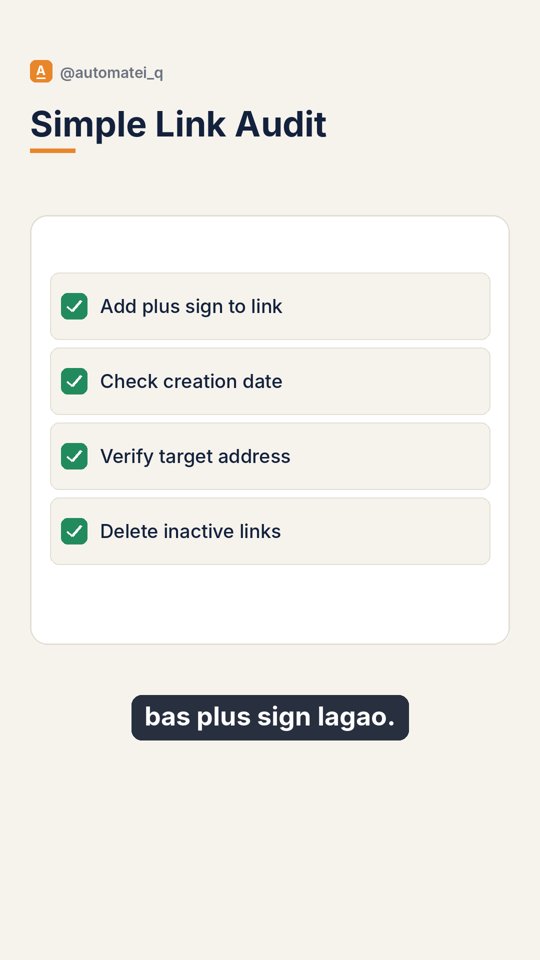 A @automatei_q
Simple Link Audit
Add plus sign to link
Check creation date
Verify target address
Delete inactive links
bas plus sign lagao.